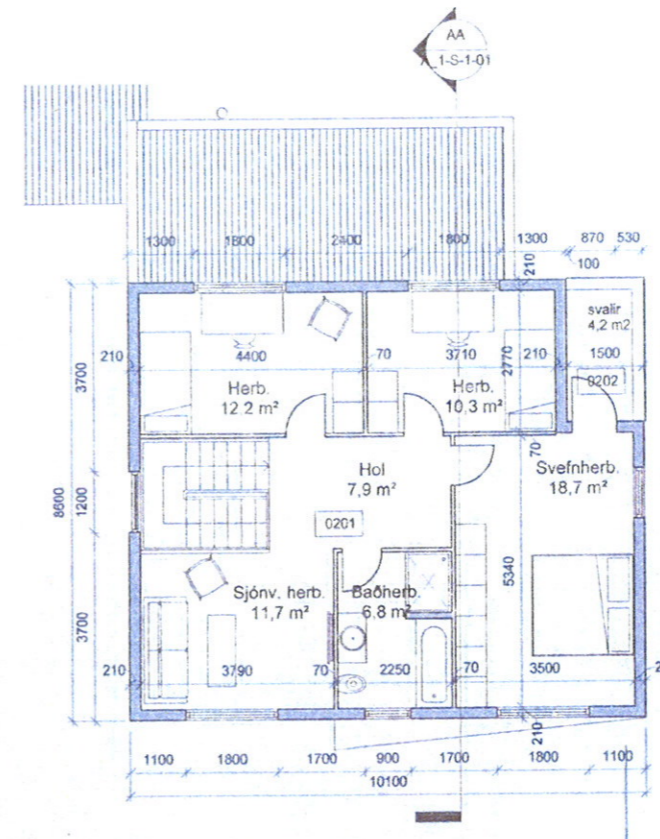 AA
A_1-S-1-01
1300 1800 2400 1800 1300 870 530
210 100
svalir
4,2 m2
210 4400 70 3710 210 1500
2770
0202
3700
Herb.
12,2 m²
Herb.
10,3 m²
70
Hol
7,9 m²
Svefnherb.
18,7 m²
8600
1200
0201
5340
Sjónv. herb.
11,7 m²
Baðherb.
6,8 m²
3700
210 3790 70 2250 70 3500
210
1100 1800 1700 900 1700 1800 1100
10100